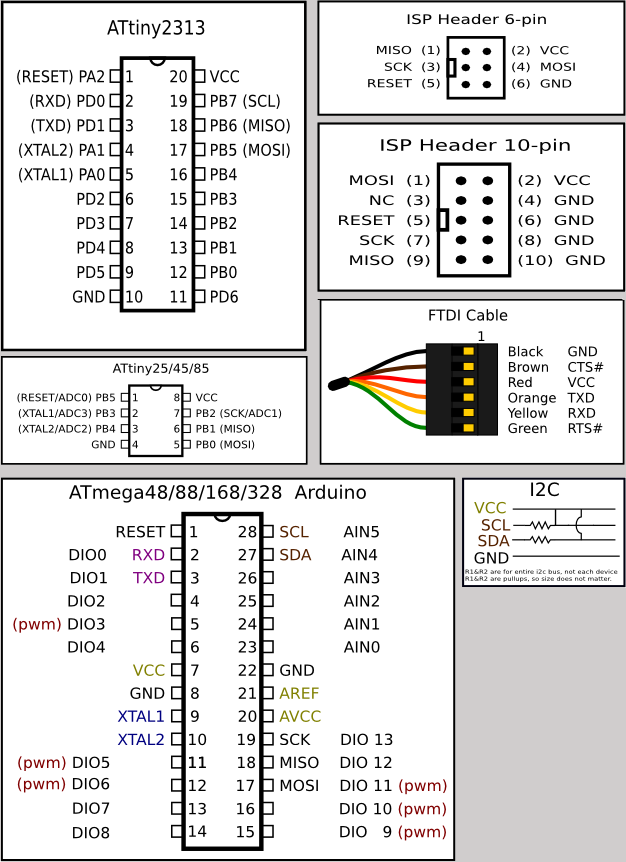 ATtiny2313
(RESET) PA2 1 20 VCC
(RXD) PD0 2 19 PB7 (SCL)
(TXD) PD1 3 18 PB6 (MISO)
(XTAL2) PA1 4 17 PB5 (MOSI)
(XTAL1) PA0 5 16 PB4
PD2 6 15 PB3
PD3 7 14 PB2
PD4 8 13 PB1
PD5 9 12 PB0
GND 10 11 PD6
ISP Header 6-pin
MISO (1) (2) VCC
SCK (3) (4) MOSI
RESET (5) (6) GND
ISP Header 10-pin
MOSI (1) (2) VCC
NC (3) (4) GND
RESET (5) (6) GND
SCK (7) (8) GND
MISO (9) (10) GND
FTDI Cable
1
Black GND
Brown CTS#
Red VCC
Orange TXD
Yellow RXD
Green RTS#
ATtiny25/45/85
(RESET/ADC0) PB5 1 8 VCC
(XTAL1/ADC3) PB3 2 7 PB2 (SCK/ADC1)
(XTAL2/ADC2) PB4 3 6 PB1 (MISO)
GND 4 5 PB0 (MOSI)
ATmega48/88/168/328 Arduino
RESET 1 28 SCL AIN5
DIO0 RXD 2 27 SDA AIN4
DIO1 TXD 3 26 AIN3
DIO2 4 25 AIN2
(pwm) DIO3 5 24 AIN1
DIO4 6 23 AIN0
VCC 7 22 GND
GND 8 21 AREF
XTAL1 9 20 AVCC
XTAL2 10 19 SCK DIO 13
(pwm) DIO5 11 18 MISO DIO 12
(pwm) DIO6 12 17 MOSI DIO 11 (pwm)
DIO7 13 16 DIO 10 (pwm)
DIO8 14 15 DIO 9 (pwm)
I2C
VCC
SCL
SDA
GND
R1&R2 are for entire i2c bus, not each device
R1&R2 are pullups, so size does not matter.